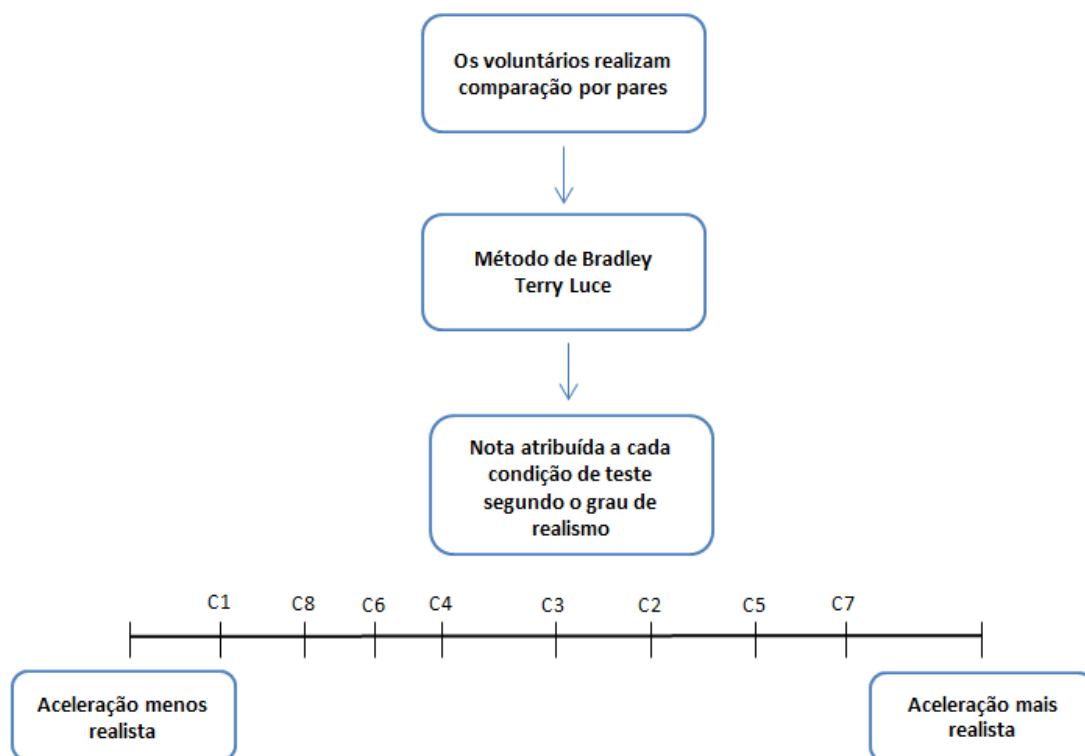 Os voluntários realizam
comparação por pares
Método de Bradley
Terry Luce
Nota atribuída a cada
condição de teste
segundo o grau de
realismo
C1 C8 C6 C4 C3 C2 C5 C7
Aceleração menos
realista
Aceleração mais
realista